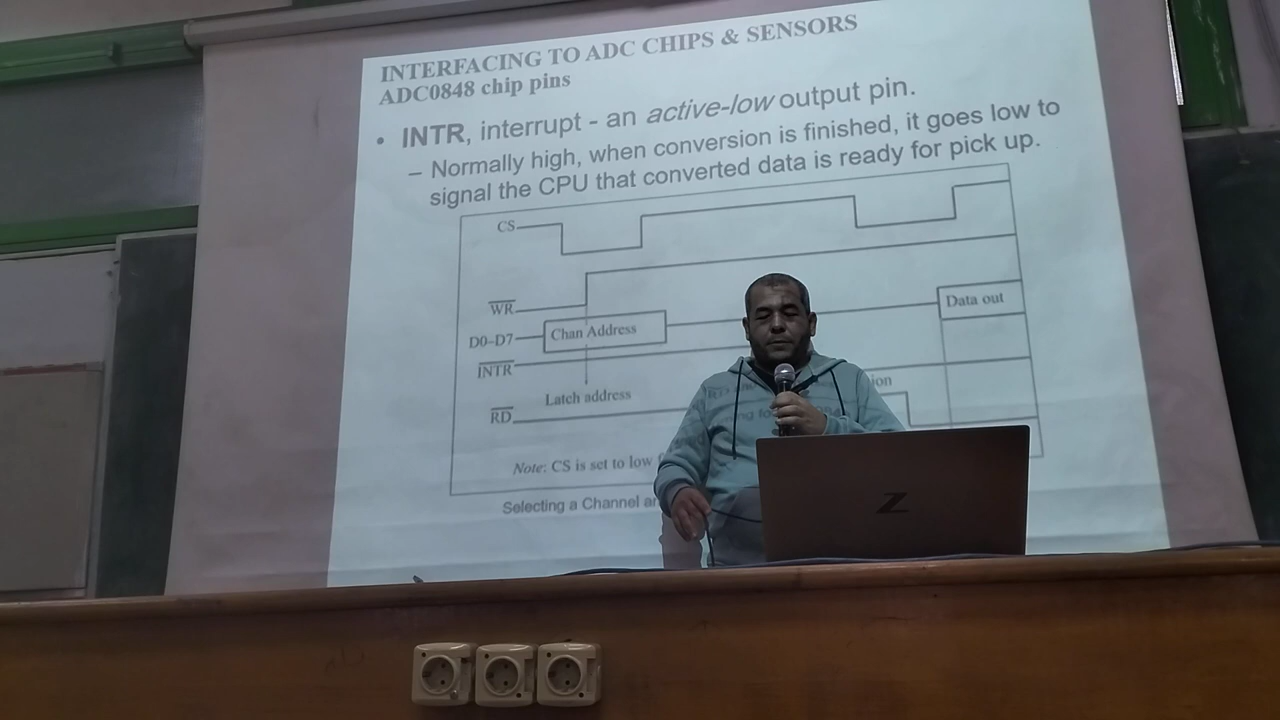 INTERFACING TO ADC CHIPS & SENSORS
ADC0848 chip pins
• INTR, interrupt - an active-low output pin.
– Normally high, when conversion is finished, it goes low to
signal the CPU that converted data is ready for pick up.
CS
WR
Data out
D0–D7
Chan Address
INTR
Latch address
RD
Note: CS is set to low
Selecting a Channel
Z